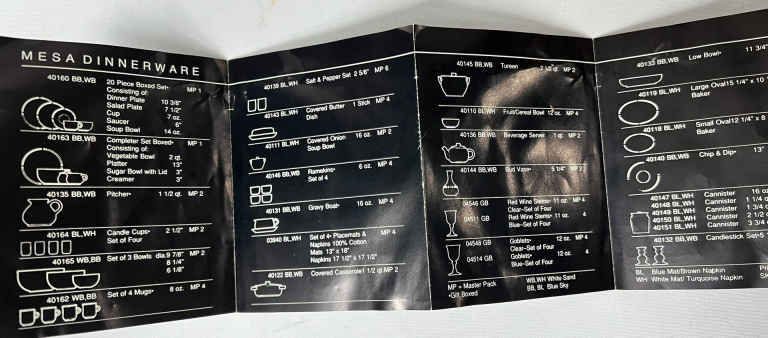 MESA DINNERWARE
40160 BB,WB 20 Piece Boxed Set• MP 1
Consisting of:
Dinner Plate 10 3/8"
Salad Plate 7 1/2"
Cup 7 oz.
Saucer 6"
Soup Bowl 14 oz.
40163 BB,WB Completer Set Boxed• MP 1
Consisting of:
Vegetable Bowl 2 qt.
Platter 13"
Sugar Bowl with Lid 3"
Creamer 3"
40135 BB,WB Pitcher• 1 1/2 qt. MP 2
40164 BL,WH Candle Cups• 2 1/2" MP 2
Set of Four
40165 WB,BB Set of 3 Bowls dia.9 7/8" MP 2
8 1/4"
6 1/8"
40162 WB,BB Set of 4 Mugs• 8 oz. MP 4
40139 BL,WH Salt & Pepper Set 2 5/8" MP 6
40143 BL,WH Covered Butter 1 Stick MP 4
Dish
40111 BL,WH Covered Onion 16 oz. MP 2
Soup Bowl
40146 BB,WB Ramekins• 6 oz. MP 4
Set of 4
40131 BB,WB Gravy Boat• 16 oz. MP 4
03940 BL,WH Set of 4• Placemats & MP 4
Napkins 100% Cotton
Mats 13" x 18"
Napkins 17 1/2" x 17 1/2"
40122 BB,WB Covered Casserole 1 1/2 qt. MP 2
40145 BB,WB Tureen qt. MP 2
40110 BL,WH Fruit/Cereal Bowl 12 oz. MP 4
40136 BB,WB Beverage Server 1 qt. MP 2
40144 BB,WB Bud Vase• 5 1/4" MP 2
04546 GB Red Wine Stems• 11 oz. MP 4
Clear–Set of Four
04511 GB Red Wine Stems• 11 oz. 4
Blue–Set of Four
04548 GB Goblets• 12 oz. MP 4
Clear–Set of Four
04514 GB Goblets• 12 oz. 4
Blue–Set of Four
MP = Master Pack WB,WH White Sand
•Gift Boxed BB, BL Blue Sky
40133 BB,WB Low Bowl• 11 3/4"
40119 BL,WH Large Oval 15 1/4" x 10
Baker
40118 BL,WH Small Oval 12 1/4" x 8
Baker
40140 BB,WB Chip & Dip• 13"
40147 BL,WH Cannister 16 oz
40148 BL,WH Cannister 1 1/4
40149 BL,WH Cannister 1 3/4
40150 BL,WH Cannister 2 1/2
40151 BL,WH Cannister 3 3/4
40132 BB,WB Candlestick Set•5
BL Blue Mat/Brown Napkin
WH White Mat/ Turquoise Napkin